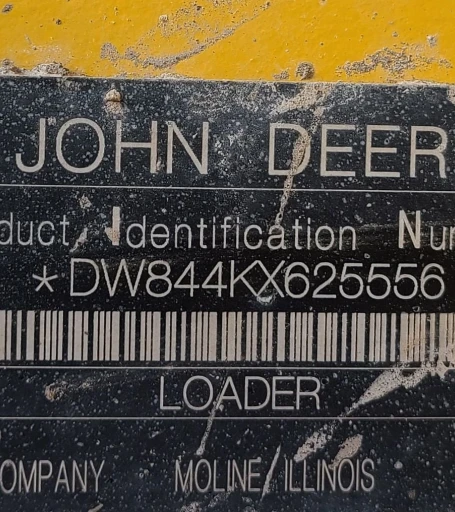 JOHN DEER
duct Identification Nu
*DW844KX625556
LOADER
OMPANY MOLINE, ILLINOIS